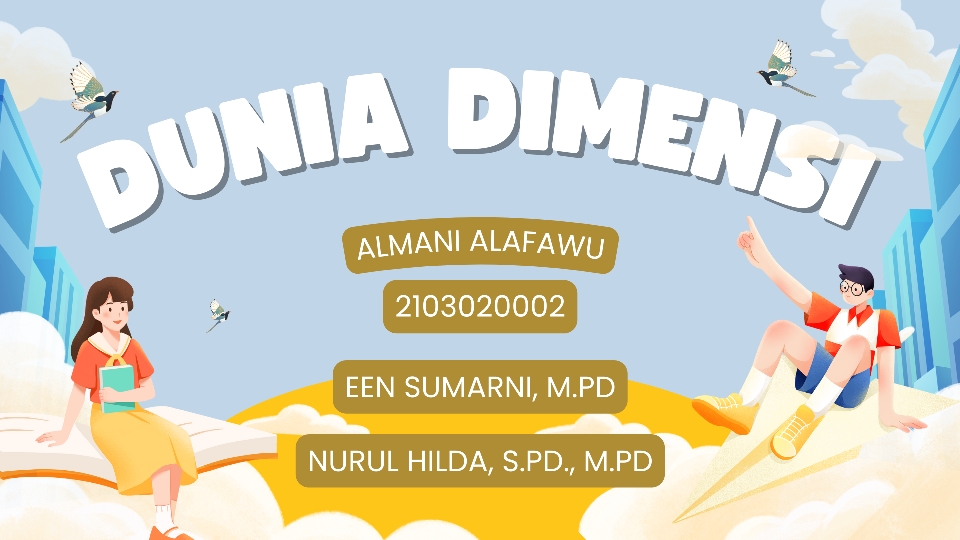 DUNIA DIMENSI
ALMANI ALAFAWU
2103020002
EEN SUMARNI, M.PD
NURUL HILDA, S.PD., M.PD